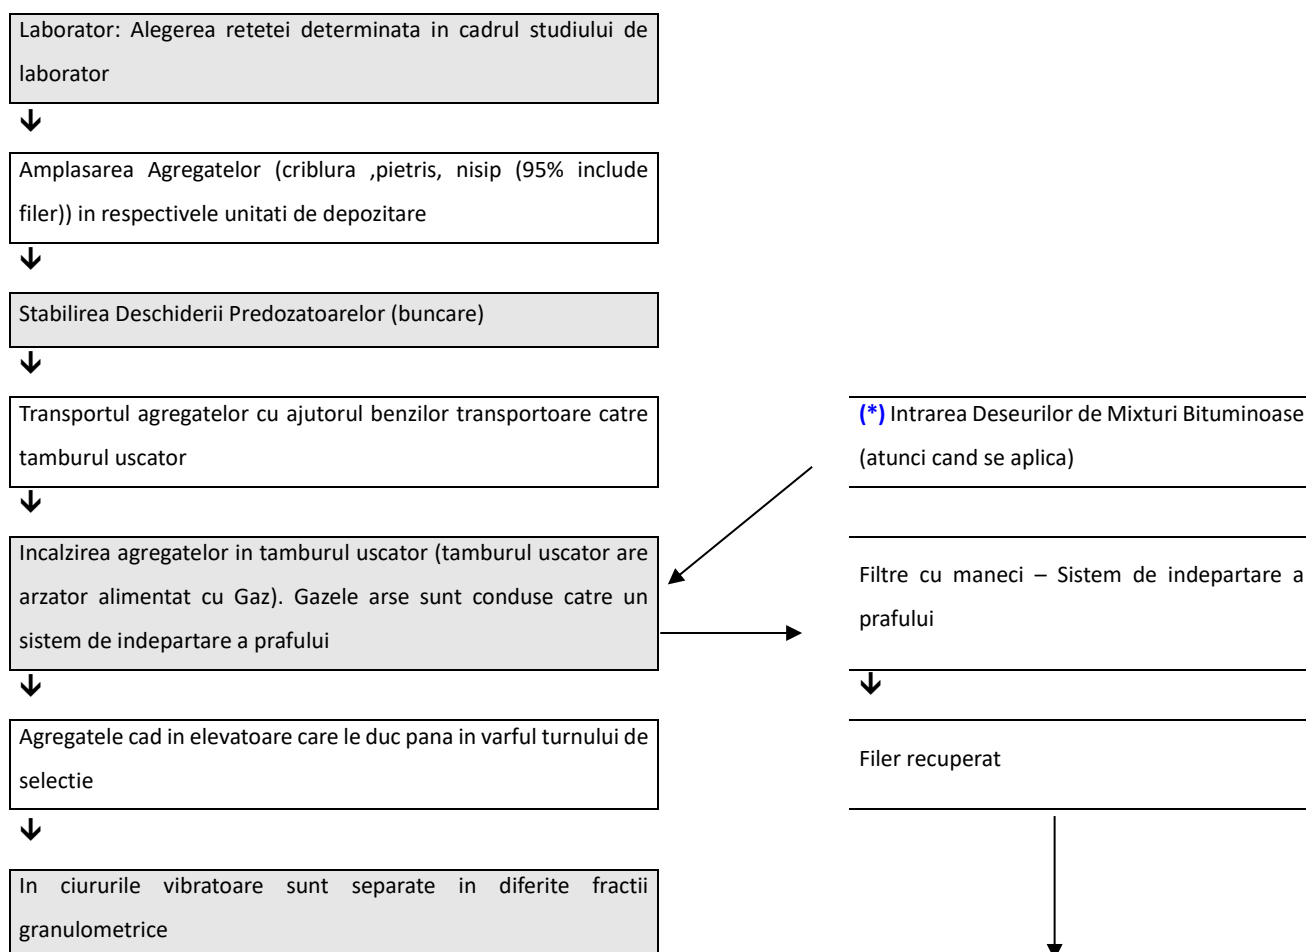 Laborator: Alegerea retetei determinata in cadrul studiului de
laborator
Amplasarea Agregatelor (criblura ,pietris, nisip (95% include
filer)) in respectivele unitati de depozitare
Stabilirea Deschiderii Predozatoarelor (buncare)
Transportul agregatelor cu ajutorul benzilor transportoare catre
tamburul uscator
(*) Intrarea Deseurilor de Mixturi Bituminoase
(atunci cand se aplica)
Incalzirea agregatelor in tamburul uscator (tamburul uscator are
arzator alimentat cu Gaz). Gazele arse sunt conduse catre un
sistem de indepartare a prafului
Filtre cu maneci – Sistem de indepartare a
prafului
Agregatele cad in elevatoare care le duc pana in varful turnului de
selectie
Filer recuperat
In ciururile vibratoare sunt separate in diferite fractii
granulometrice